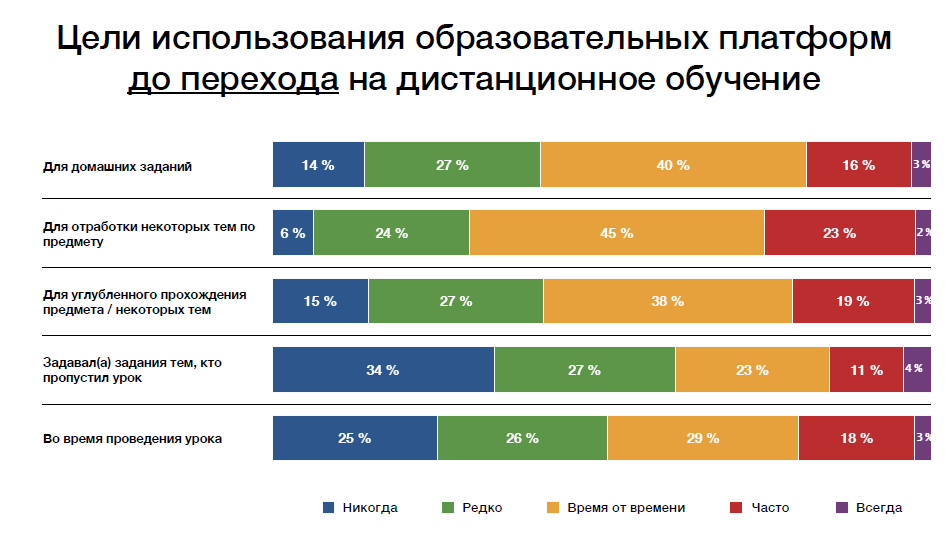 Цели использования образовательных платформ
до перехода на дистанционное обучение
Для домашних заданий
14 % 27 % 40 % 16 % 3 %
Для отработки некоторых тем по
предмету
6 % 24 % 45 % 23 % 2 %
Для углубленного прохождения
предмета / некоторых тем
15 % 27 % 38 % 19 % 3 %
Задавал(а) задания тем, кто
пропустил урок
34 % 27 % 23 % 11 % 4 %
Во время проведения урока
25 % 26 % 29 % 18 % 3 %
Никогда Редко Время от времени Часто Всегда